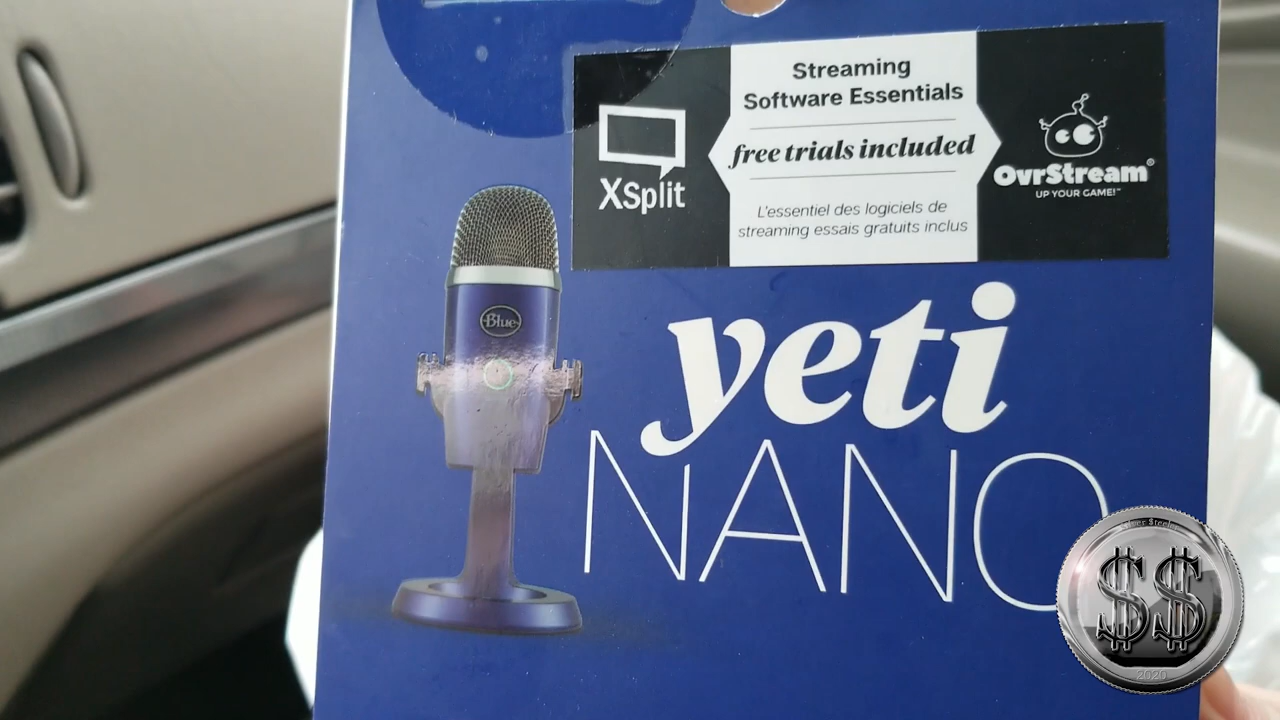 XSplit
Streaming
Software Essentials
free trials included
L'essentiel des logiciels de
streaming essais gratuits inclus
OvrStream®
UP YOUR GAME!™
Blue
yeti
NANO
$$
2020